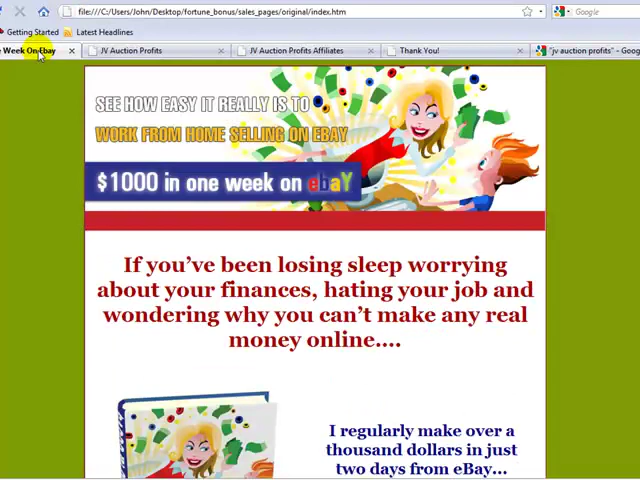 file:///C:/Users/John/Desktop/fortune_bonus/sales_pages/original/index.htm
Google
Getting Started
Latest Headlines
e Week On Ebay
JV Auction Profits
JV Auction Profits Affiliates
Thank You!
"jv auction profits" - Goog
SEE HOW EASY IT REALLY IS TO
WORK FROM HOME SELLING ON EBAY
$1000 in one week on ebaY
If you've been losing sleep worrying
about your finances, hating your job and
wondering why you can't make any real
money online....
I regularly make over a
thousand dollars in just
two days from eBay...